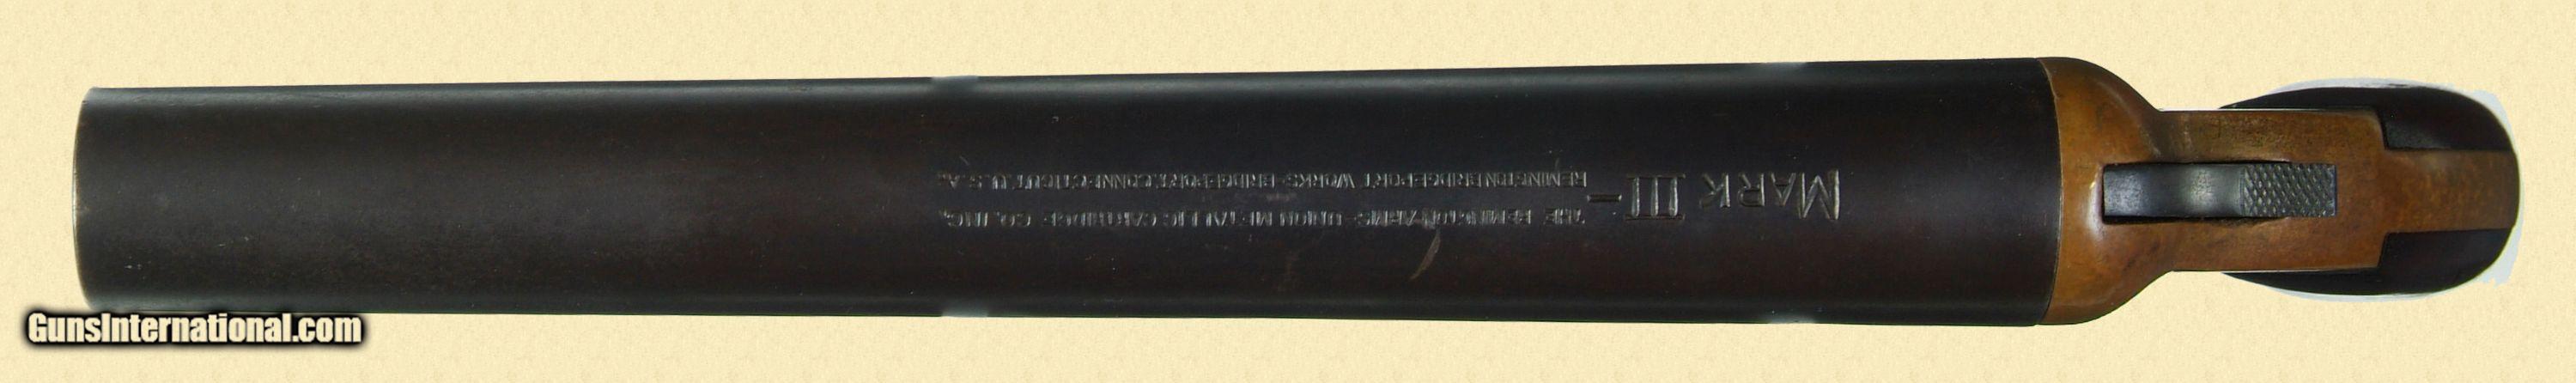 MARK III-
THE REMINGTON ARMS-UNION METALLIC CARTRIDGE CO. INC.
REMINGTON BRIDGEPORT WORKS-BRIDGEPORT, CONNECTICUT. U.S.A.
GunsInternational.com